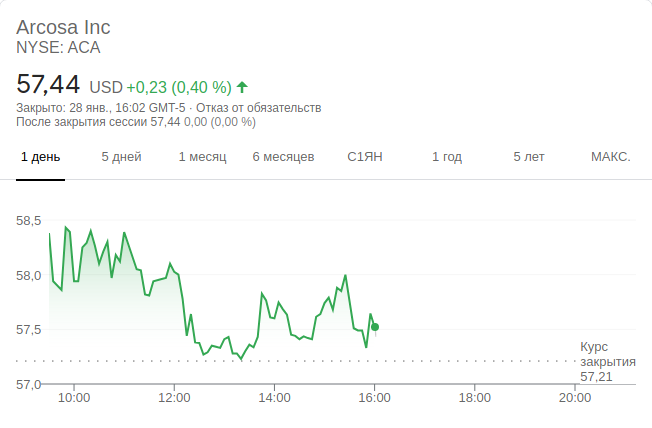 Arcosa Inc
NYSE: ACA
57,44 USD +0,23 (0,40 %)
Закрыто: 28 янв., 16:02 GMT-5 · Отказ от обязательств
После закрытия сессии 57,44 0,00 (0,00 %)
1 день 5 дней 1 месяц 6 месяцев С1ЯН 1 год 5 лет МАКС.
58,5
58,0
57,5
57,0
Курс
закрытия
57,21
10:00 12:00 14:00 16:00 18:00 20:00